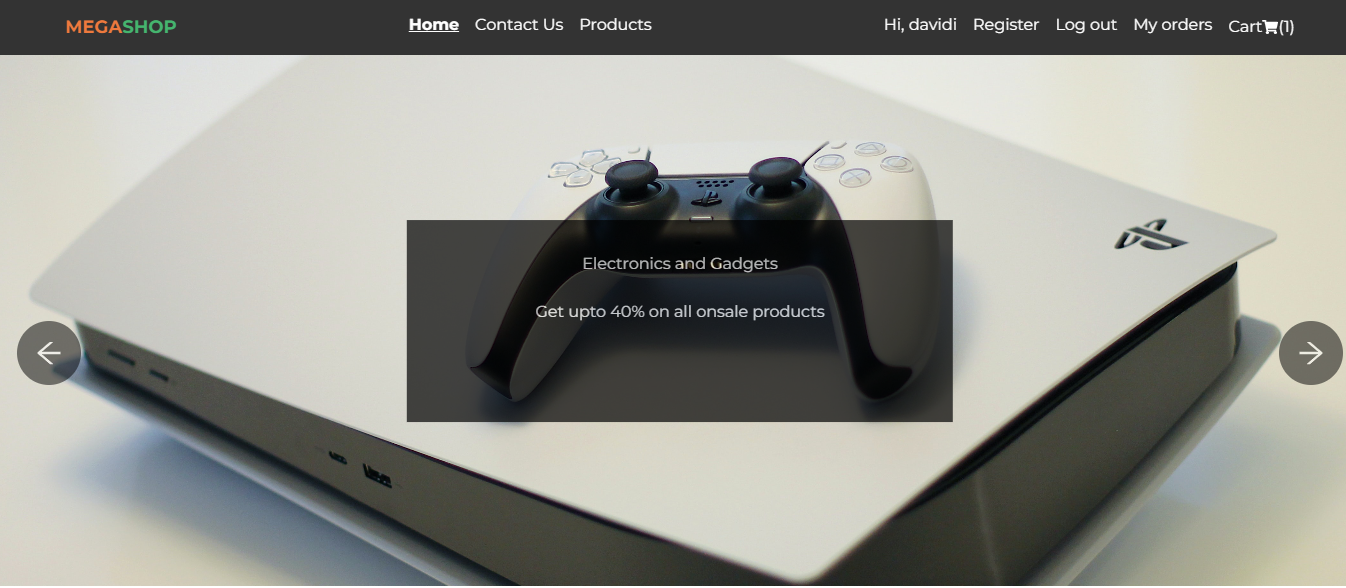 MEGASHOP
Home Contact Us Products
Hi, davidi Register Log out My orders Cart(1)
Electronics and Gadgets
Get upto 40% on all onsale products